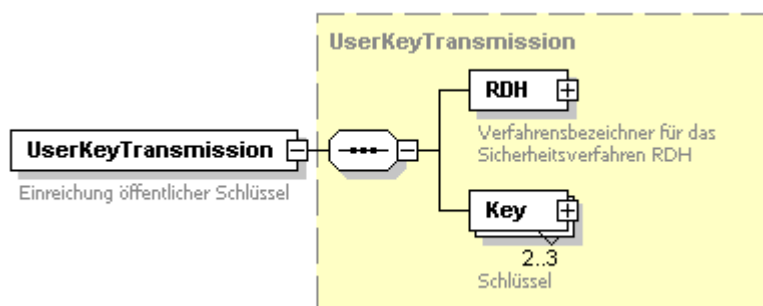 UserKeyTransmission
RDH
Verfahrensbezeichner für das
Sicherheitsverfahren RDH
UserKeyTransmission
Einreichung öffentlicher Schlüssel
Key
2..3
Schlüssel